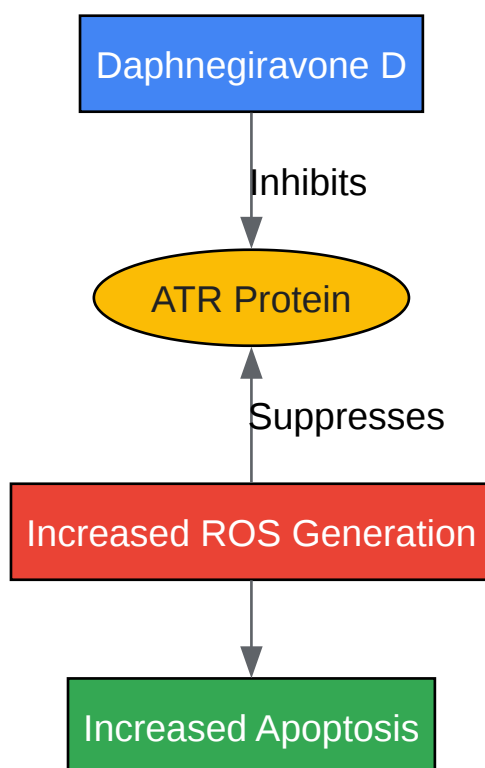 Daphnegiravone D
Inhibits
ATR Protein
Suppresses
Increased ROS Generation
Increased Apoptosis